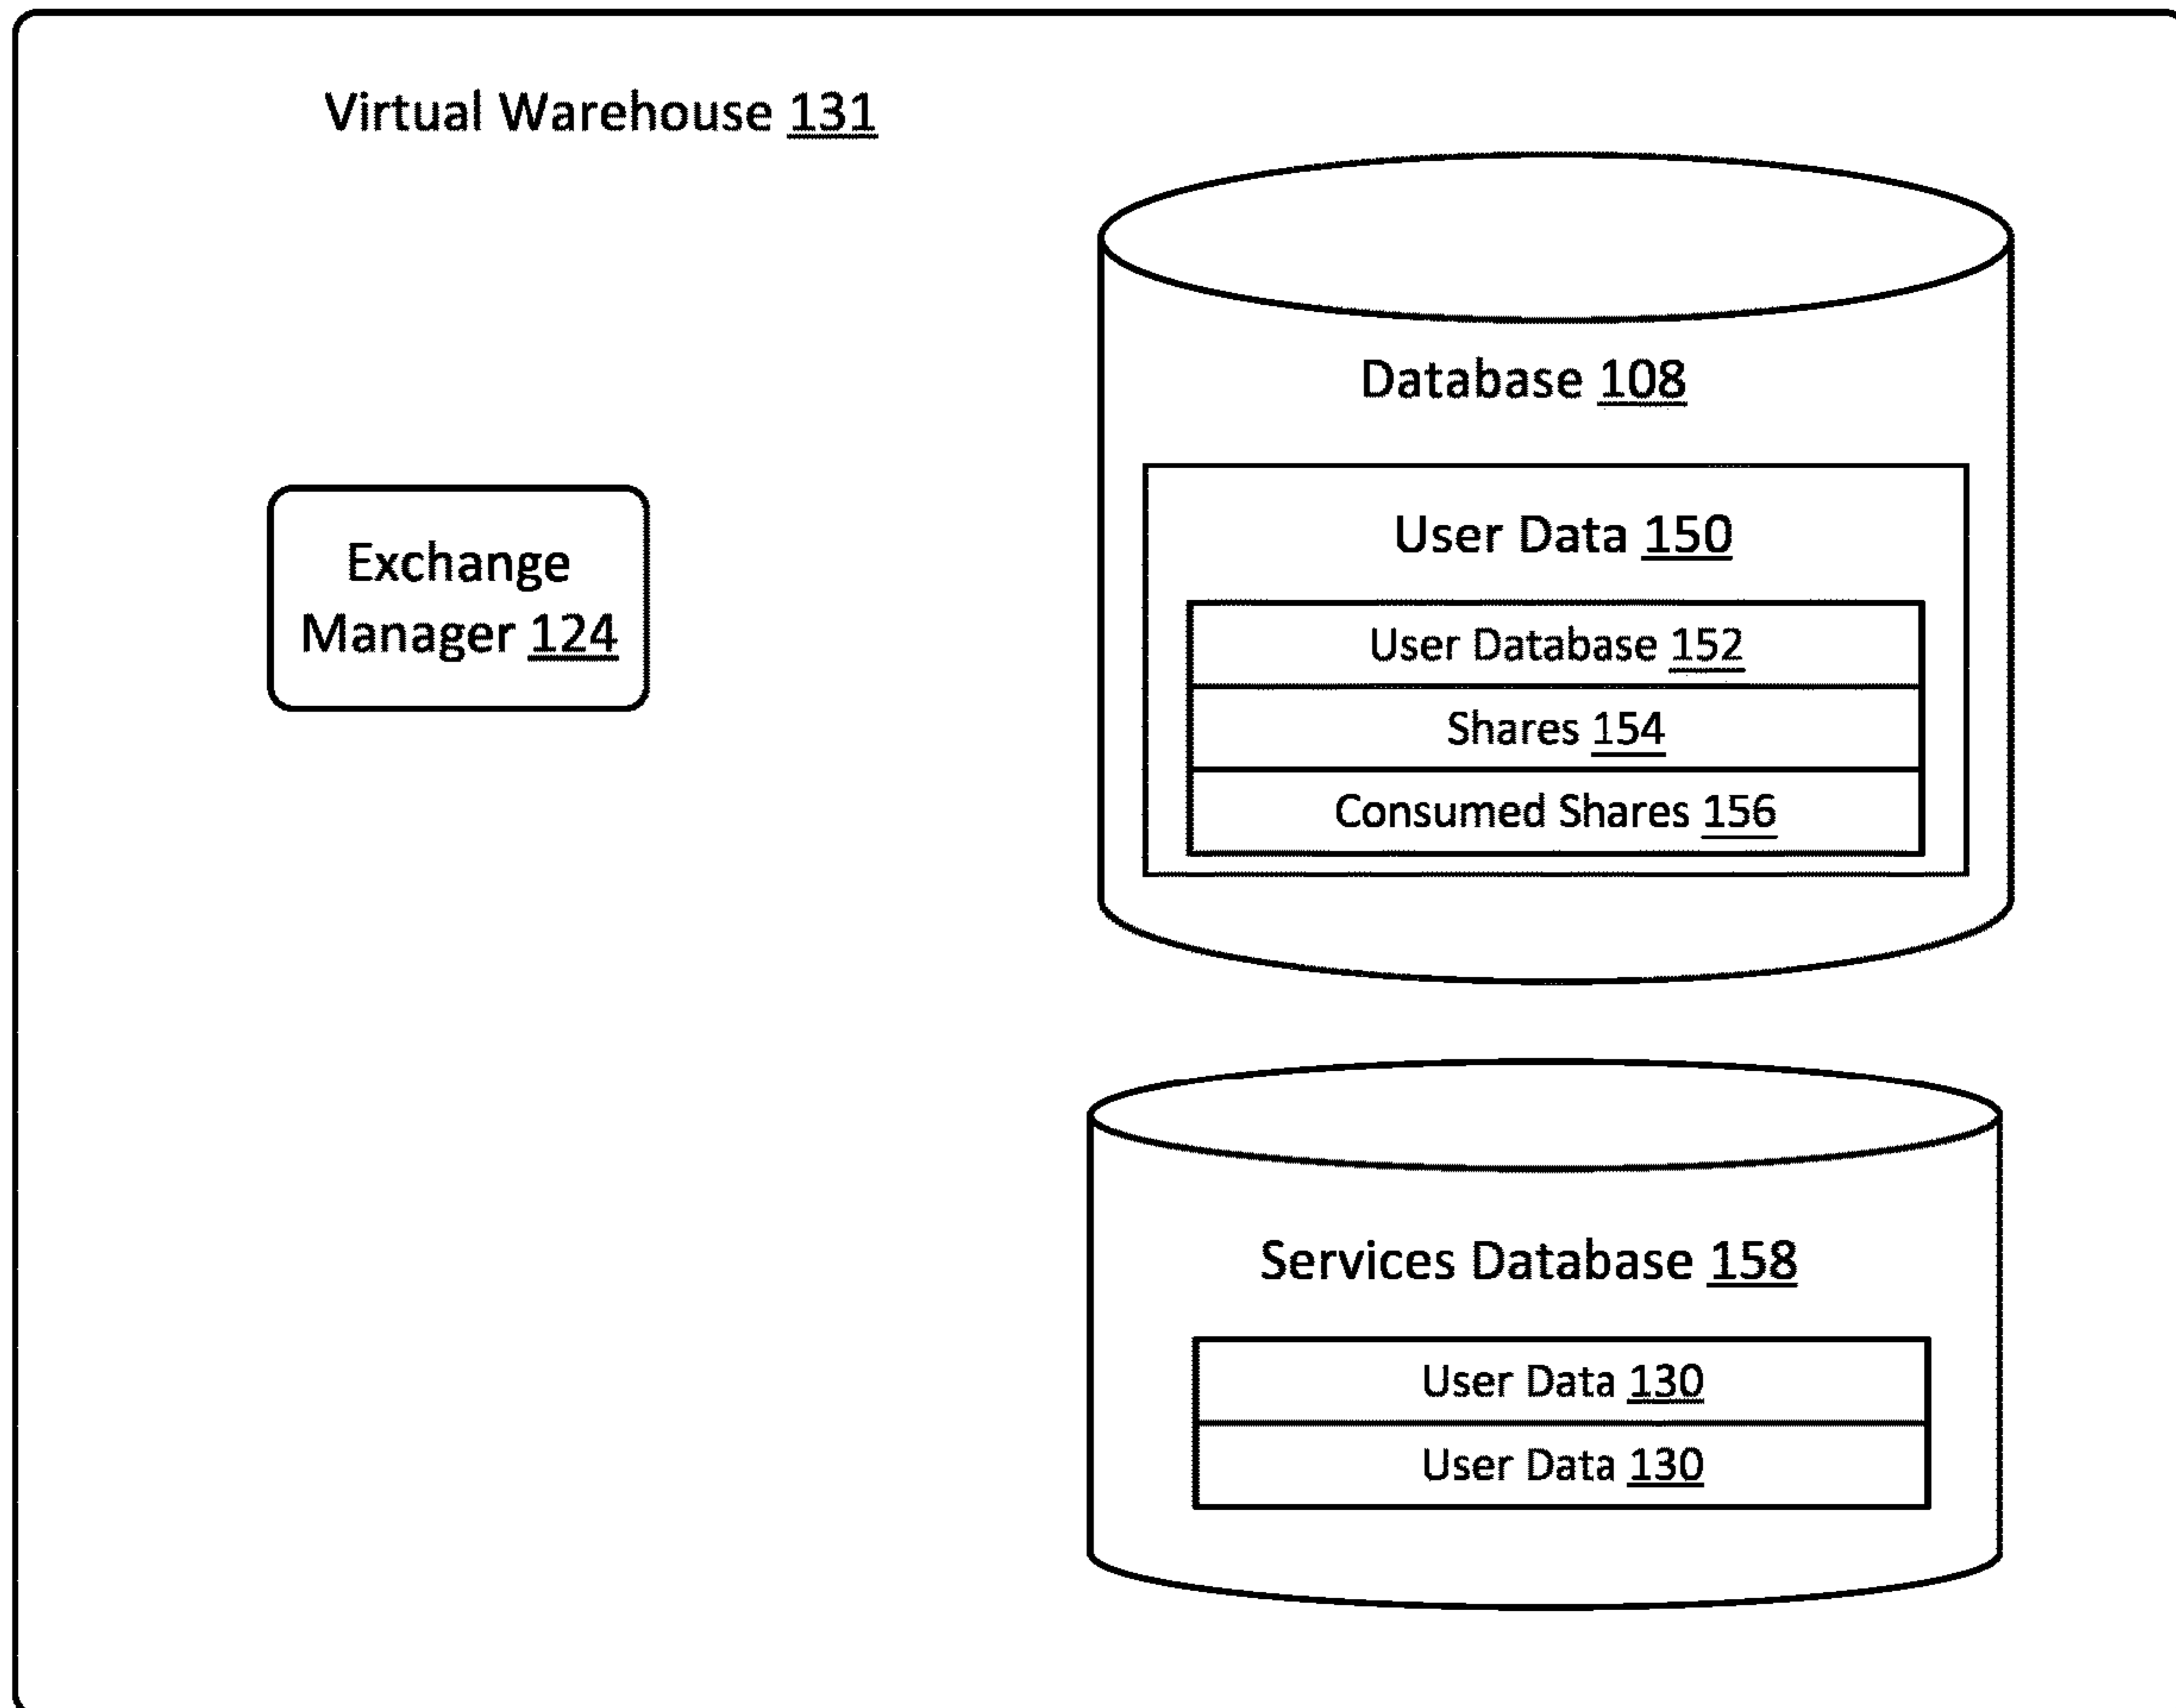 Virtual Warehouse 131
Database 108
User Data 150
User Database 152
Shares 154
Consumed Shares 156
Exchange
Manager 124
Services Database 158
User Data 130
User Data 130